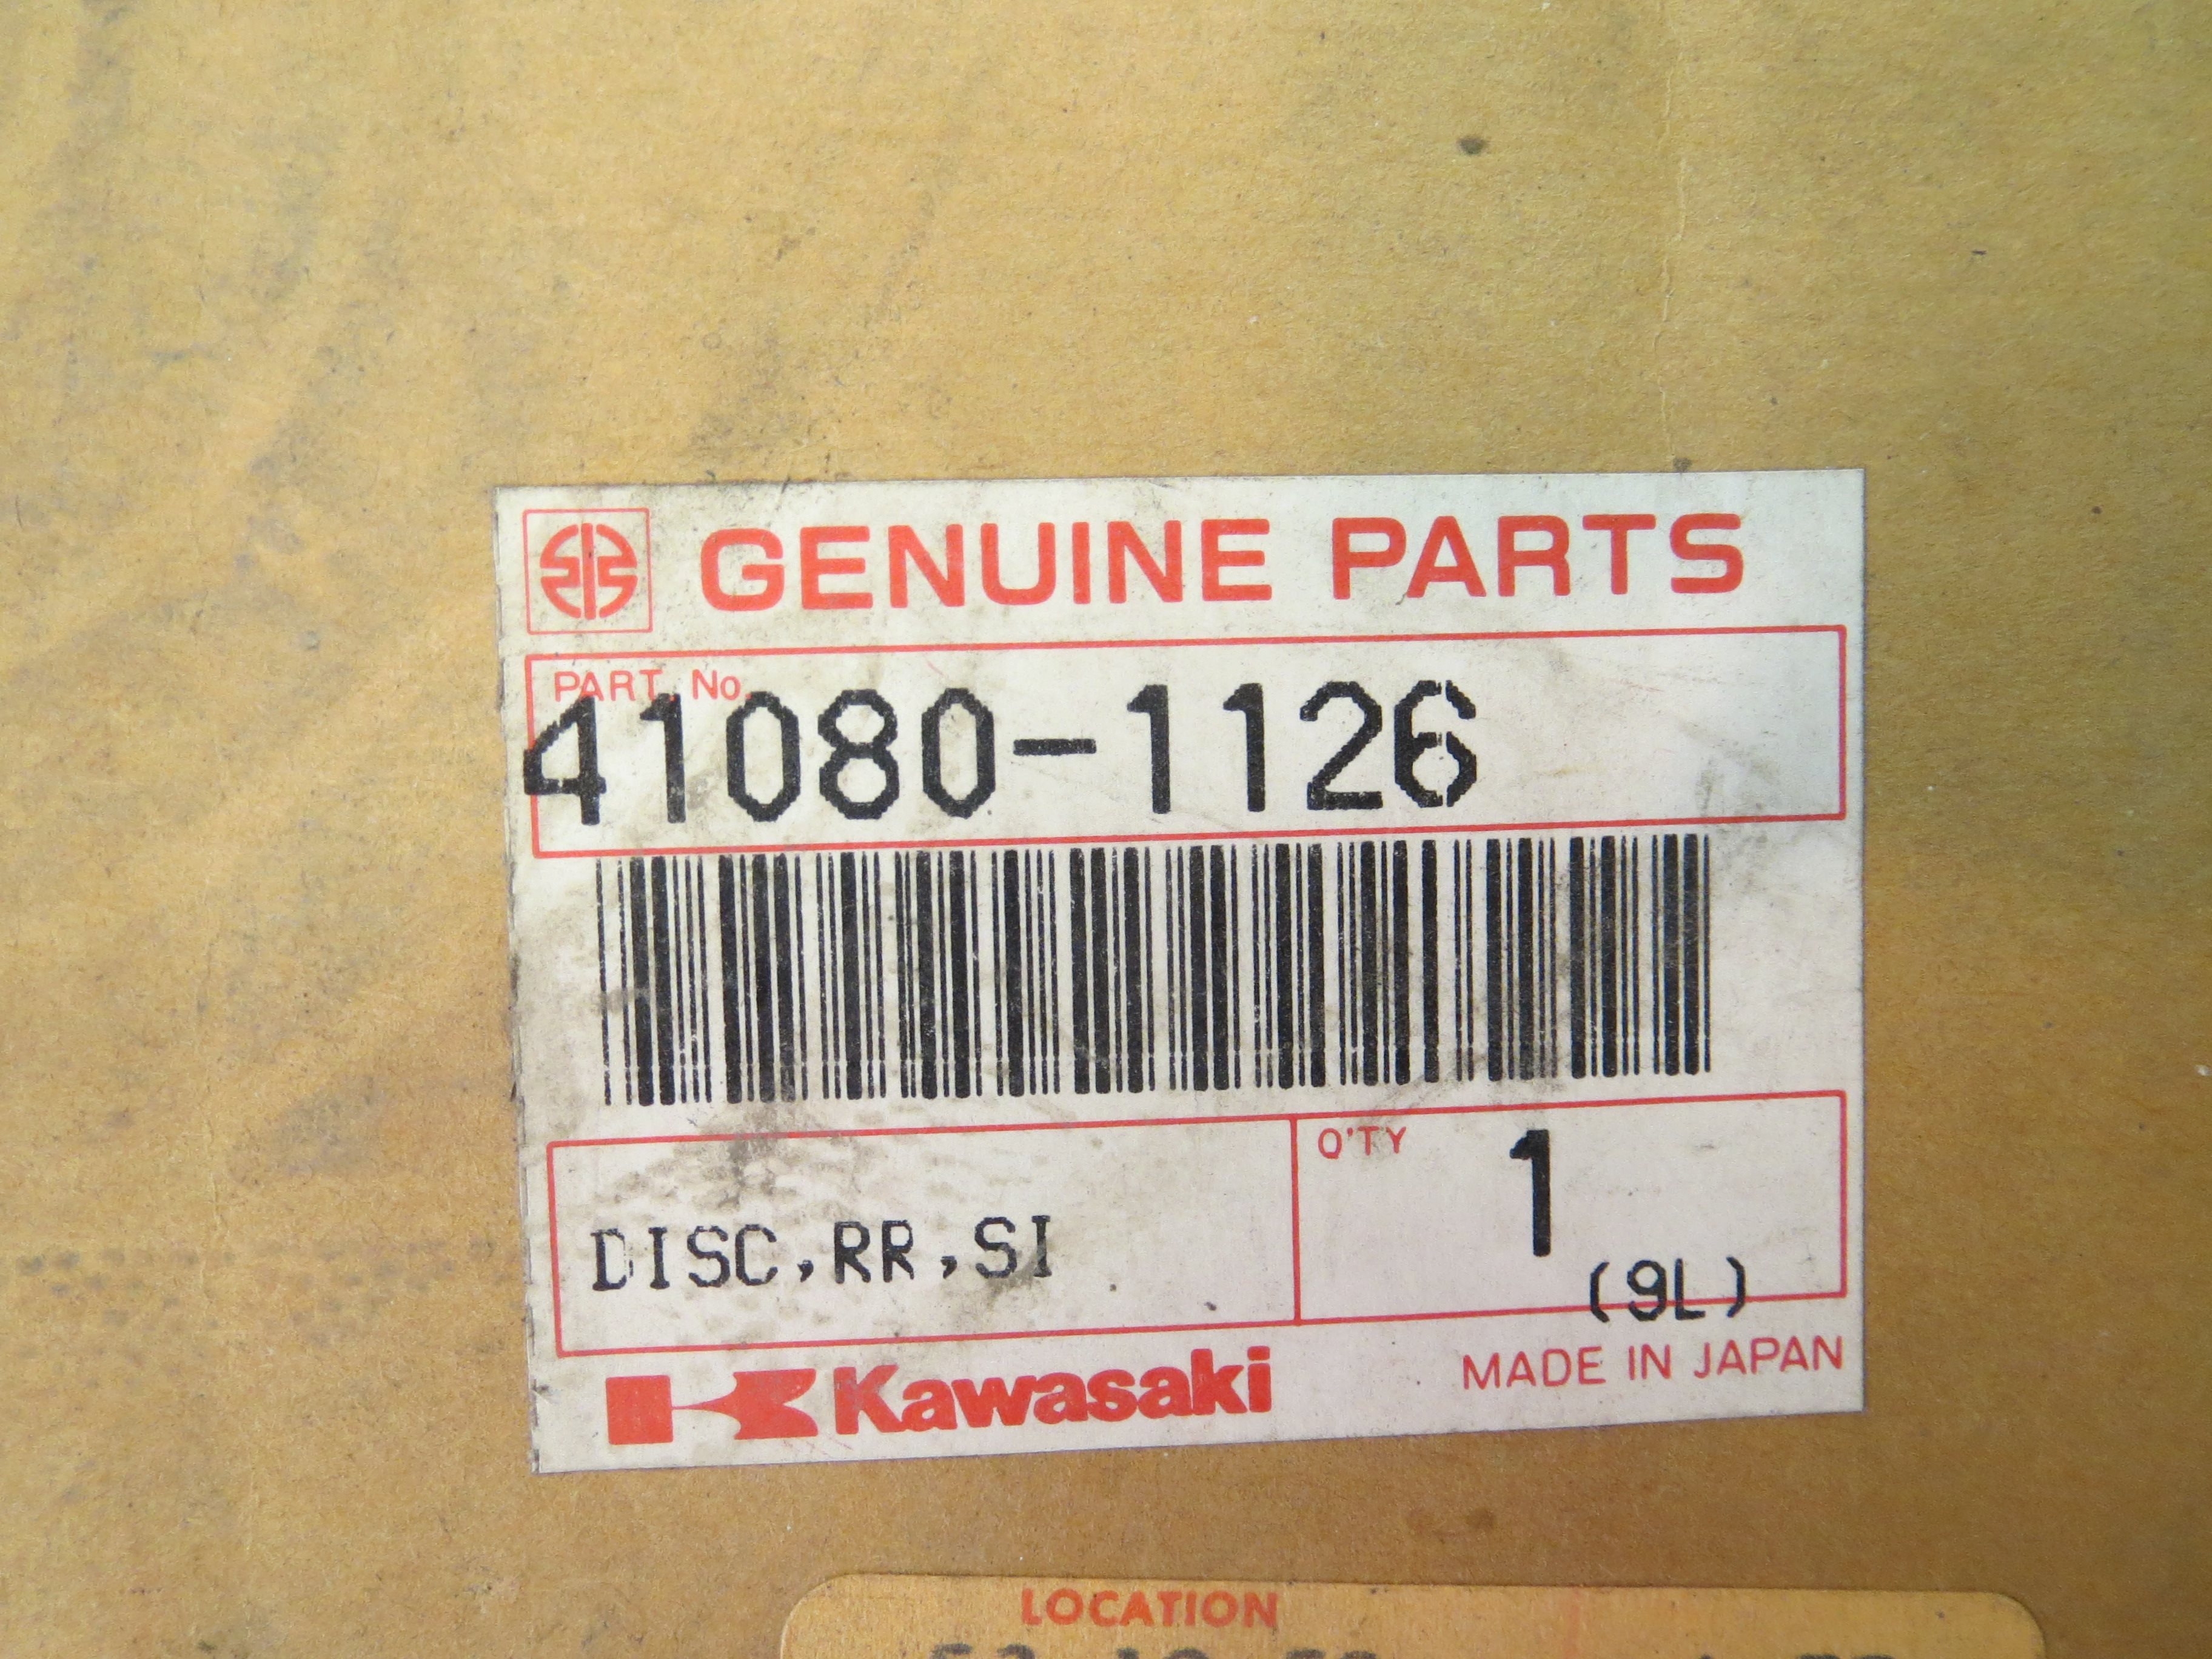 GENUINE PARTS
PART No.
41080-1126
Q'TY 1
DISC,RR,SI
(9L)
Kawasaki
MADE IN JAPAN
LOCATION